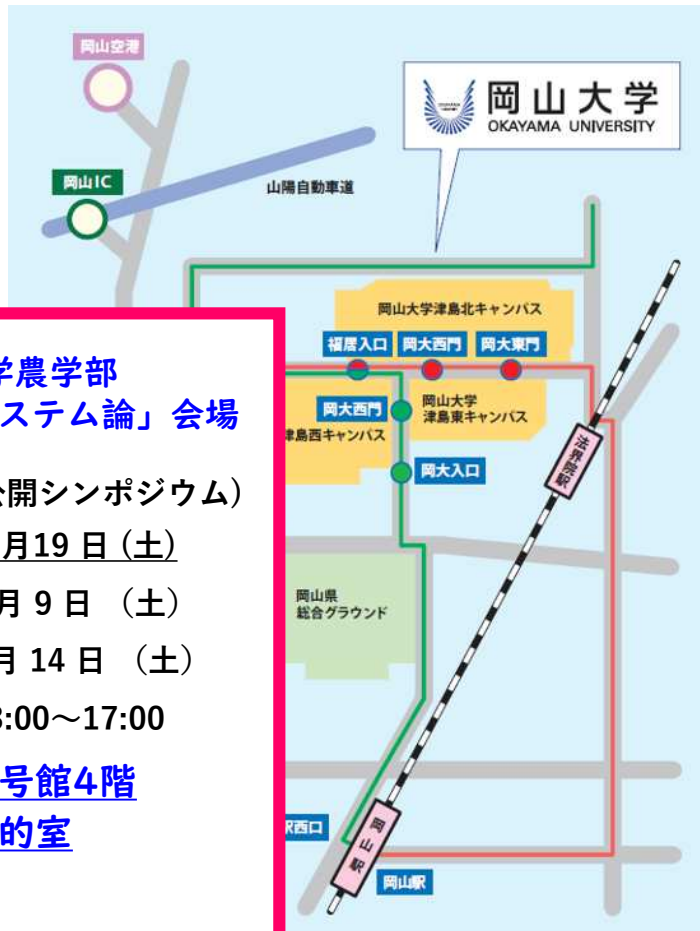 岡山空港
岡山大学
OKAYAMA UNIVERSITY
岡山IC
山陽自動車道
岡山大学津島北キャンパス
福居入口
岡大西門
岡大東門
岡大西門
岡山大学
津島東キャンパス
津島西キャンパス
岡大入口
法界院駅
岡山県
総合グラウンド
駅西口
岡山駅
岡山駅
学農学部
ステム論」会場
公開シンポジウム)
月19 日 (土)
月 9 日 （土）
月 14 日 （土）
3:00～17:00
号館4階
的室